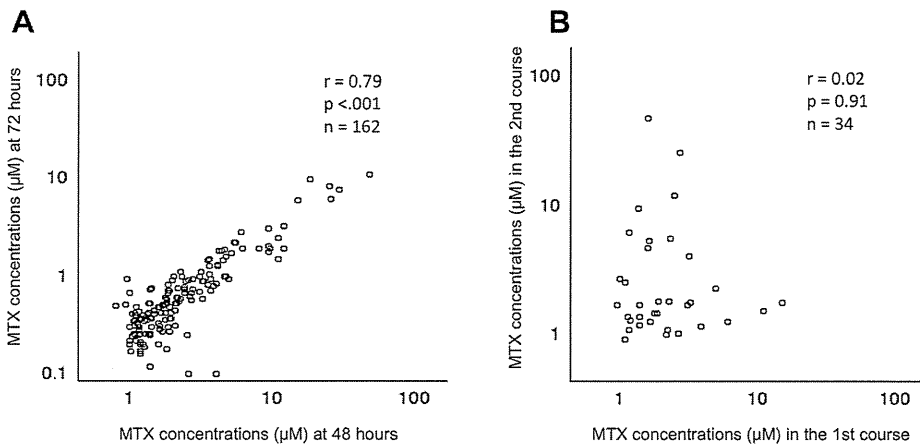 A
MTX concentrations (μM) at 72 hours
100
10
1
0.1
r = 0.79
p <.001
n = 162
1
10
100
MTX concentrations (μM) at 48 hours
B
MTX concentrations (μM) in the 2nd course
100
10
1
r = 0.02
p = 0.91
n = 34
1
10
100
MTX concentrations (μM) in the 1st course